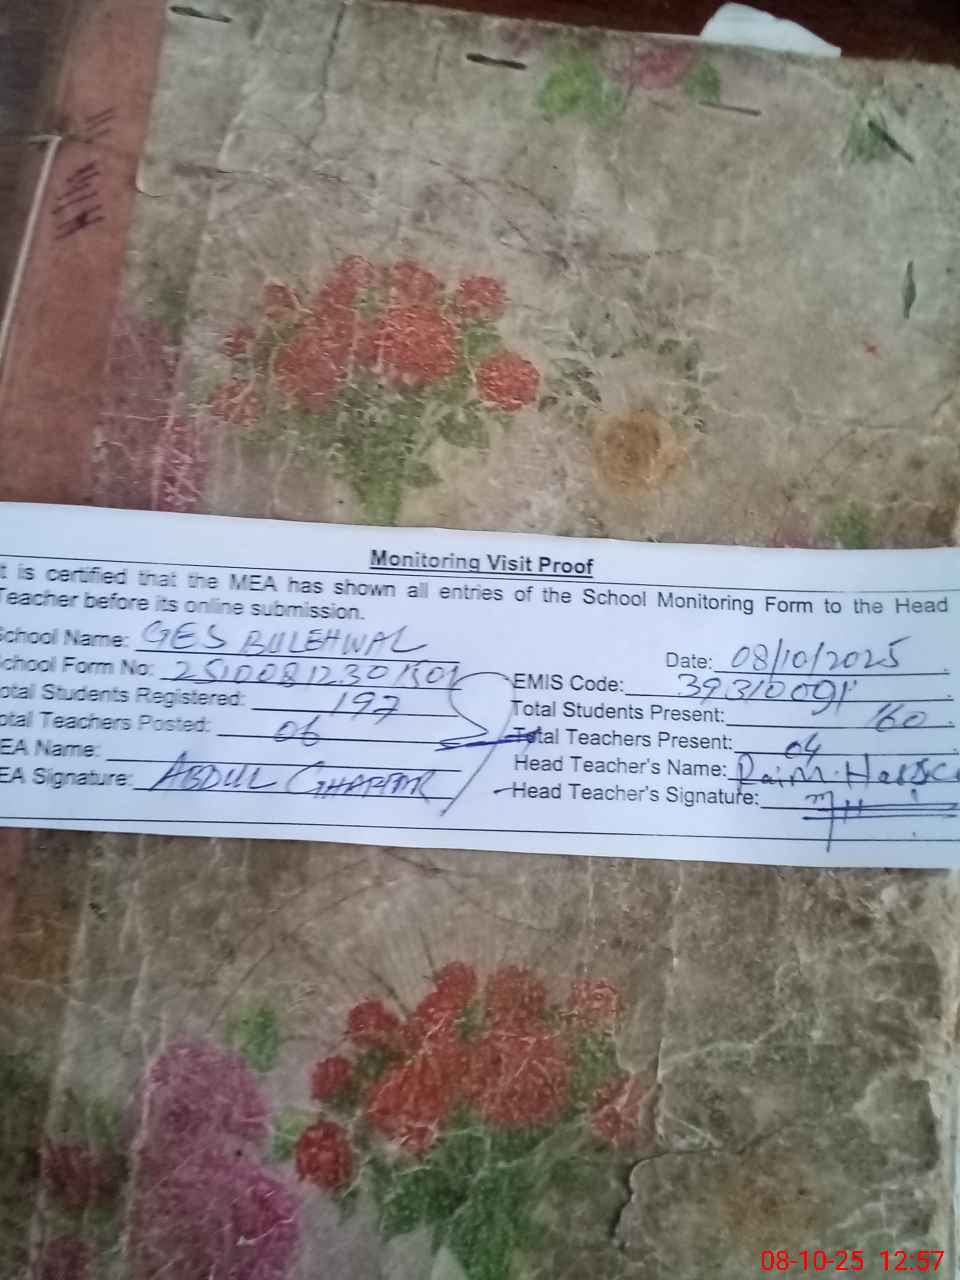 Monitoring Visit Proof
t is certified that the MEA has shown all entries of the School Monitoring Form to the Head
Teacher before its online submission.
School Name: GES BULEHWAL
Date: 08/10/2025
chool Form No: 25100812301501
EMIS Code: 39310091
otal Students Registered: 197
Total Students Present: 160
otal Teachers Posted: 06
Total Teachers Present: 04
EA Name:
Head Teacher's Name:
EA Signature: ABDUL GHAFFAR
Head Teacher's Signature:
08-10-25 12:57